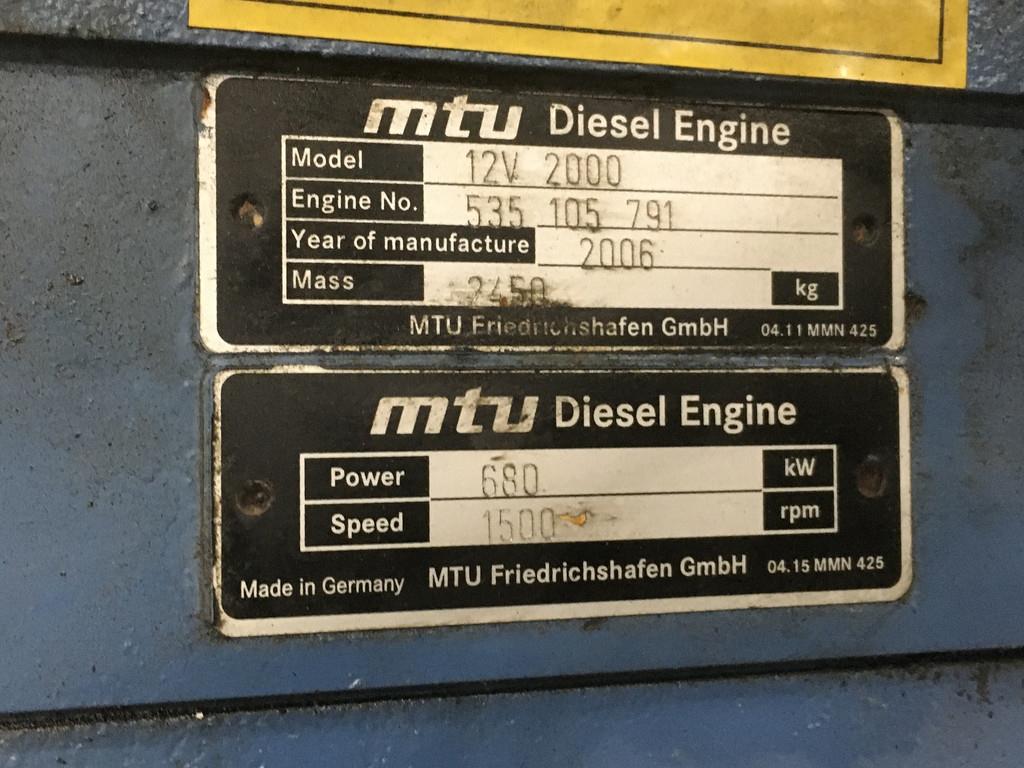 mtu Diesel Engine
Model 12V 2000
Engine No. 535 105 791
Year of manufacture 2006
Mass 2450 kg
MTU Friedrichshafen GmbH 04.11 MMN 425
mtu Diesel Engine
Power 680 kW
Speed 1500 rpm
Made in Germany MTU Friedrichshafen GmbH 04.15 MMN 425